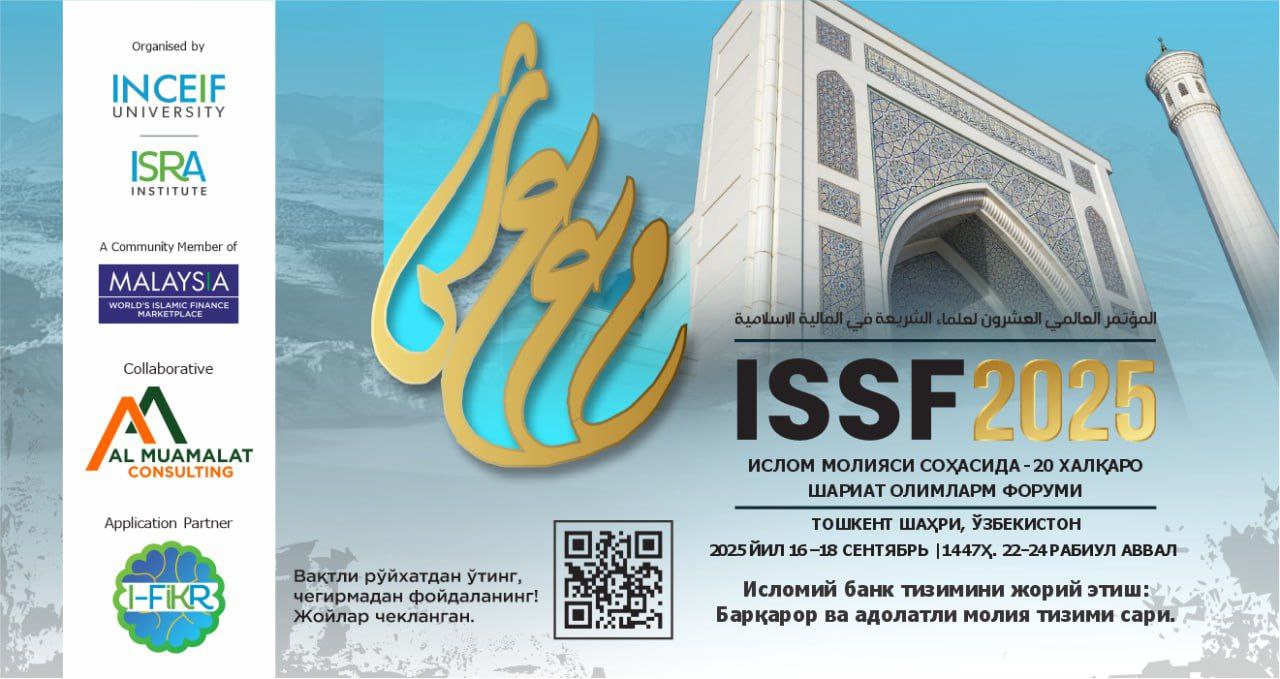 Organised by
INCEIF
UNIVERSITY
ISRA
INSTITUTE
A Community Member of
MALAYSIA
WORLD'S ISLAMIC FINANCE
MARKETPLACE
Collaborative
AL MUAMALAT
CONSULTING
Application Partner
I-FiKR
المؤتمر العالمي العشرون لعلماء الشريعة في المالية الاسلامية
ISSF2025
ИСЛОМ МОЛИЯСИ СОҲАСИДА - 20 ХАЛҚАРО
ШАРИАТ ОЛИМЛАРМ ФОРУМИ
ТОШКЕНТ ШАҲРИ, ЎЗБЕКИСТОН
2025 ЙИЛ 16 –18 СЕНТЯБРЬ |1447Ҳ. 22–24 РАБИУЛ АВВАЛ
Исломий банк тизимини жорий этиш:
Барқарор ва адолатли молия тизими сари.
Вақтли рўйхатдан ўтинг,
чегирмадан фойдаланинг!
Жойлар чекланган.